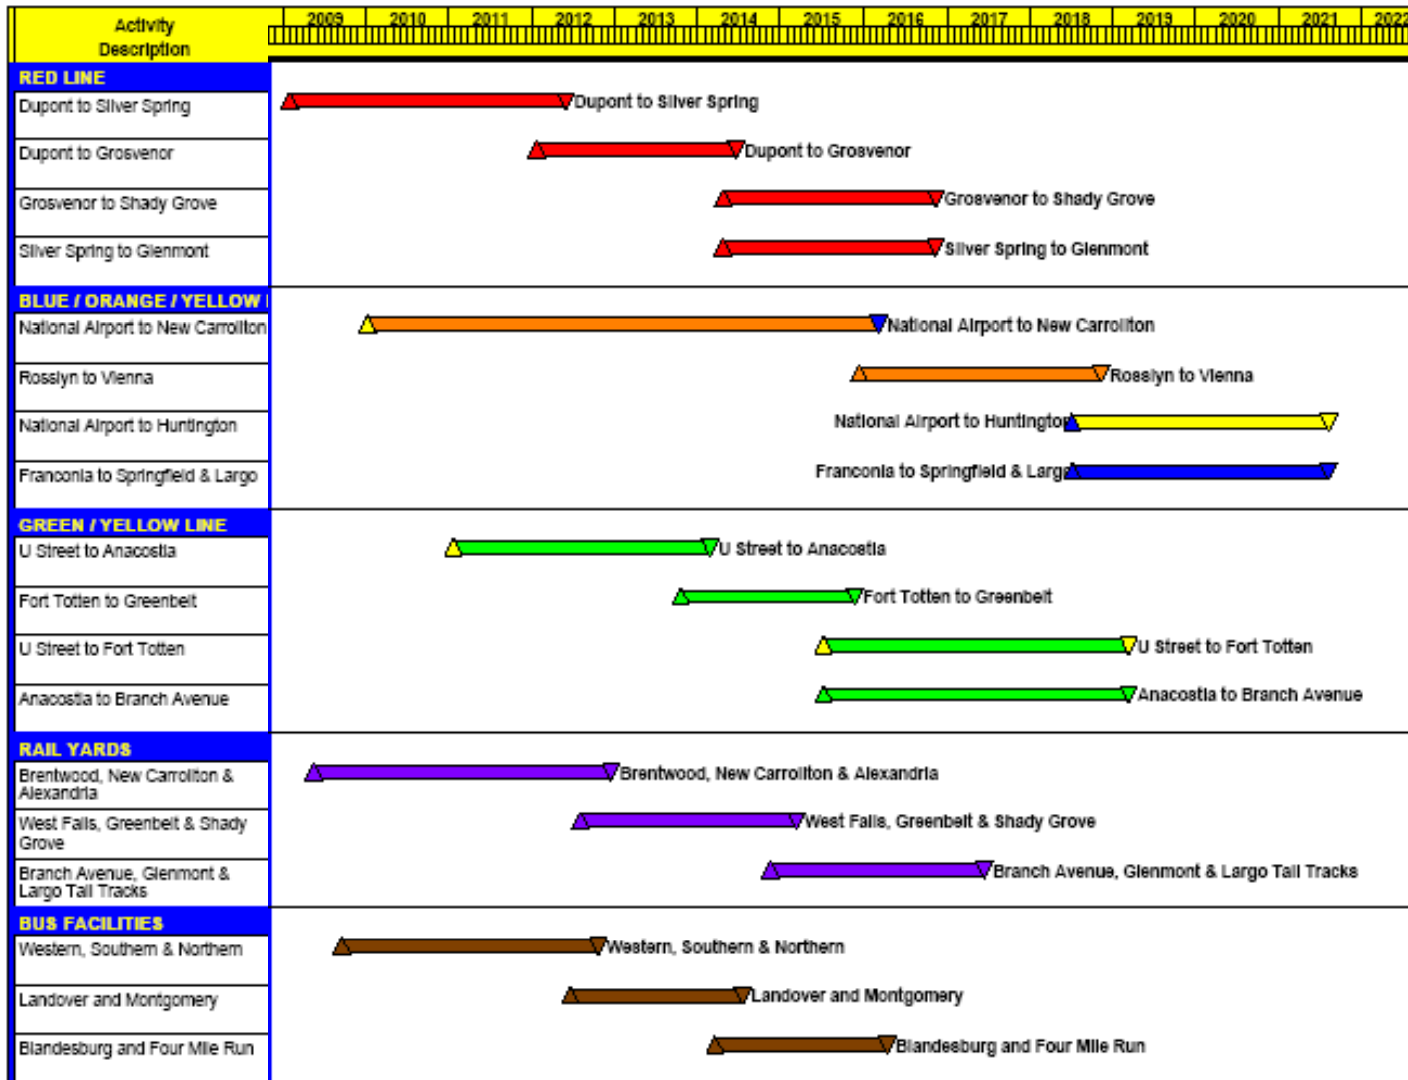 Activity
Description
2009 2010 2011 2012 2013 2014 2015 2016 2017 2018 2019 2020 2021 2022
RED LINE
Dupont to Silver Spring
Dupont to Silver Spring
Dupont to Grosvenor
Dupont to Grosvenor
Grosvenor to Shady Grove
Grosvenor to Shady Grove
Silver Spring to Glenmont
Silver Spring to Glenmont
BLUE / ORANGE / YELLOW
National Airport to New Carrollton
National Airport to New Carrollton
Rosslyn to Vienna
Rosslyn to Vienna
National Airport to Huntington
National Airport to Huntington
Franconia to Springfield & Largo
Franconia to Springfield & Largo
GREEN / YELLOW LINE
U Street to Anacostia
U Street to Anacostia
Fort Totten to Greenbelt
Fort Totten to Greenbelt
U Street to Fort Totten
U Street to Fort Totten
Anacostia to Branch Avenue
Anacostia to Branch Avenue
RAIL YARDS
Brentwood, New Carrollton &
Alexandria
Brentwood, New Carrollton & Alexandria
West Falls, Greenbelt & Shady
Grove
West Falls, Greenbelt & Shady Grove
Branch Avenue, Glenmont &
Largo Tail Tracks
Branch Avenue, Glenmont & Largo Tail Tracks
BUS FACILITIES
Western, Southern & Northern
Western, Southern & Northern
Landover and Montgomery
Landover and Montgomery
Blandesburg and Four Mile Run
Blandesburg and Four Mile Run